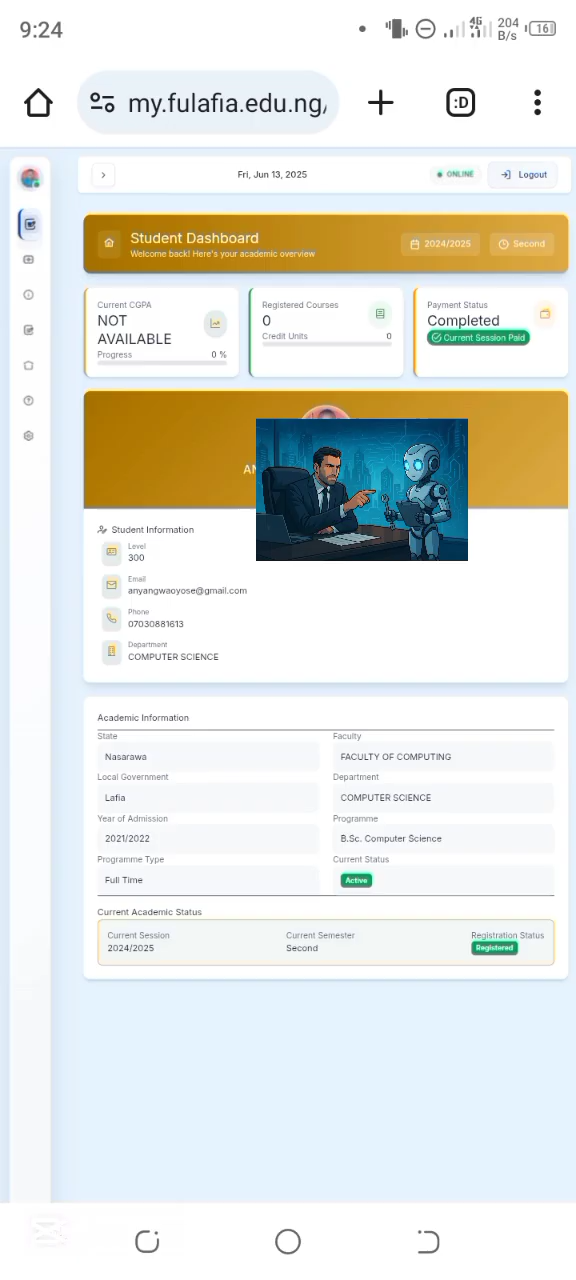 9:24
4G
204
B/s
16
my.fulafia.edu.ng/
:D
Fri, Jun 13, 2025
ONLINE
Logout
Student Dashboard
Welcome back! Here's your academic overview
2024/2025
Second
Current CGPA
NOT
AVAILABLE
Progress
0 %
Registered Courses
0
Credit Units
0
Payment Status
Completed
Current Session Paid
AN
Student Information
Level
300
Email
anyangwaoyose@gmail.com
Phone
07030881613
Department
COMPUTER SCIENCE
Academic Information
State
Faculty
Nasarawa
FACULTY OF COMPUTING
Local Government
Department
Lafia
COMPUTER SCIENCE
Year of Admission
Programme
2021/2022
B.Sc. Computer Science
Programme Type
Current Status
Full Time
Active
Current Academic Status
Current Session
Current Semester
Registration Status
2024/2025
Second
Registered